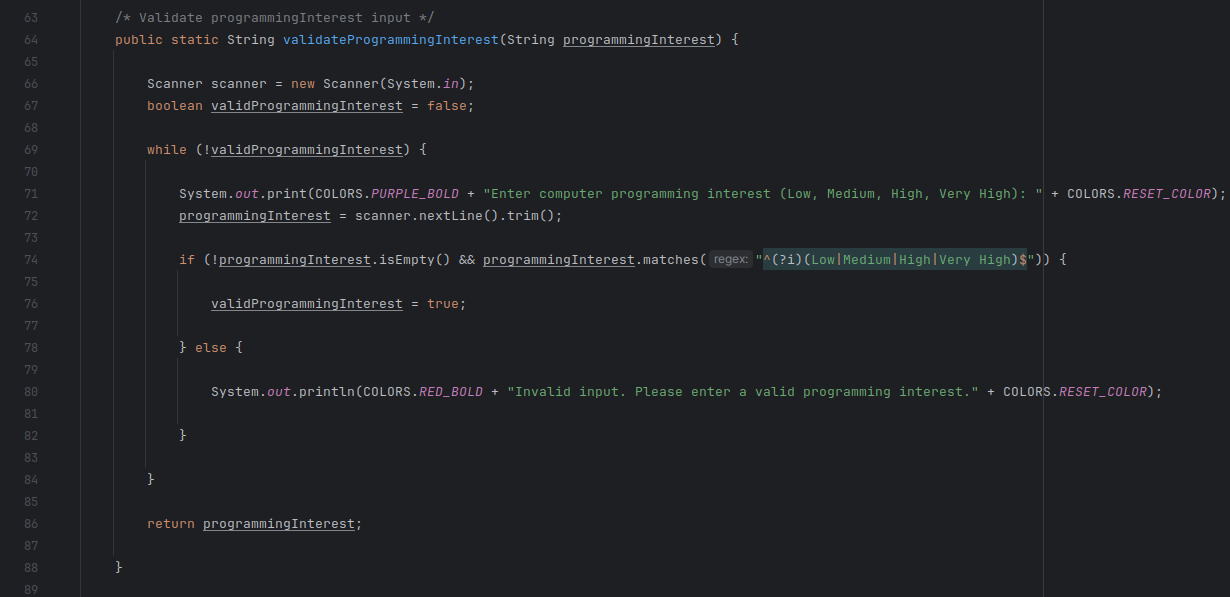 63 /* Validate programmingInterest input */
64 public static String validateProgrammingInterest(String programmingInterest) {
65
66 Scanner scanner = new Scanner(System.in);
67 boolean validProgrammingInterest = false;
68
69 while (!validProgrammingInterest) {
70
71 System.out.print(COLORS.PURPLE_BOLD + "Enter computer programming interest (Low, Medium, High, Very High): " + COLORS.RESET_COLOR);
72 programmingInterest = scanner.nextLine().trim();
73
74 if (!programmingInterest.isEmpty() && programmingInterest.matches( regex: "^(?i)(Low|Medium|High|Very High)$")) {
75
76 validProgrammingInterest = true;
77
78 } else {
79
80 System.out.println(COLORS.RED_BOLD + "Invalid input. Please enter a valid programming interest." + COLORS.RESET_COLOR);
81
82 }
83
84 }
85
86 return programmingInterest;
87
88 }
89